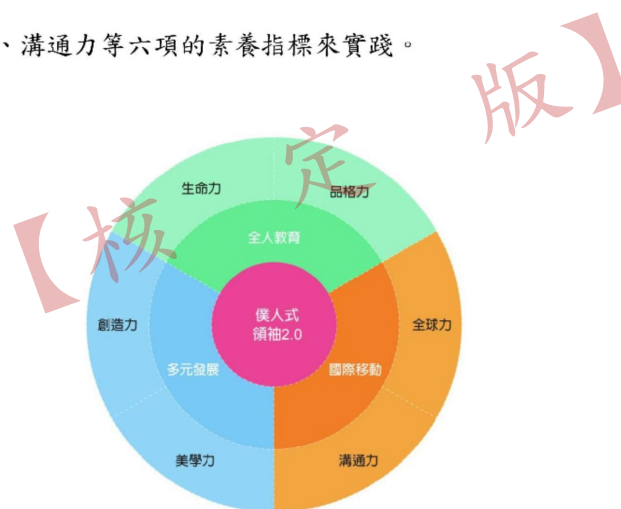 、溝通力等六項的素養指標來實踐。
【核定版】
生命力
品格力
全人教育
僕人式
領袖2.0
創造力
全球力
多元發展
國際移動
美學力
溝通力